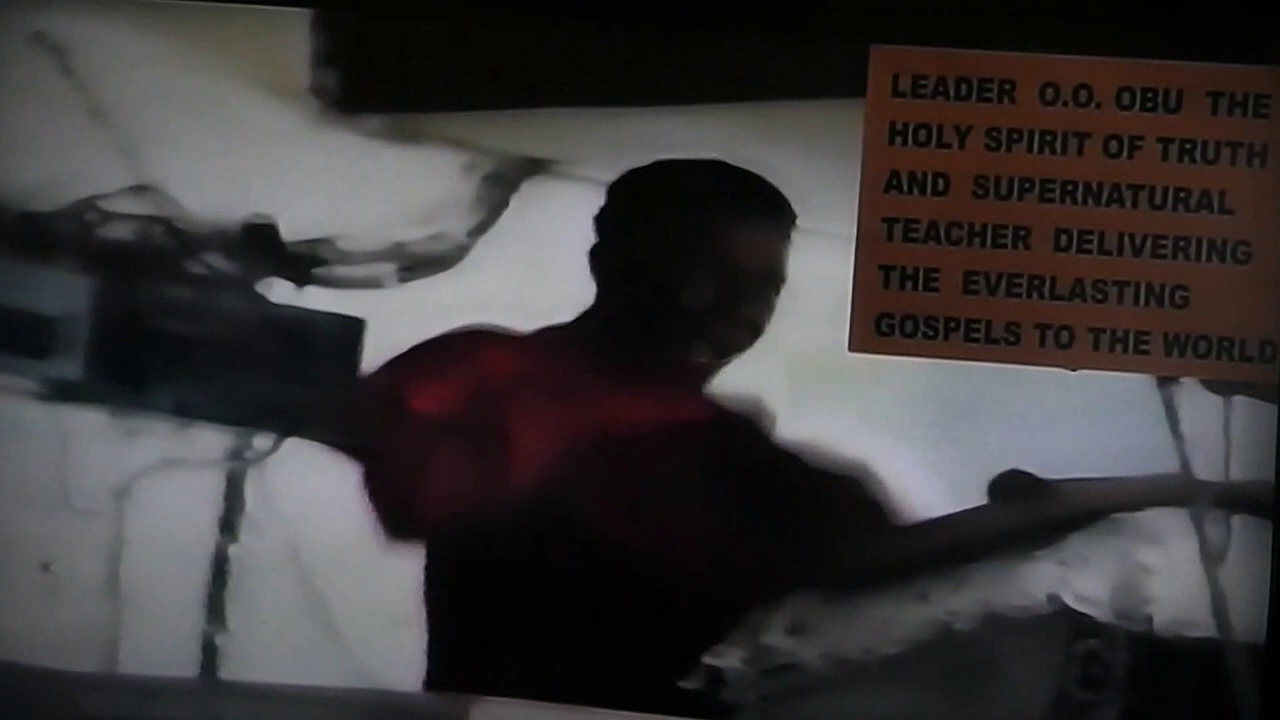 LEADER O.O. OBU THE
HOLY SPIRIT OF TRUTH
AND SUPERNATURAL
TEACHER DELIVERING
THE EVERLASTING
GOSPELS TO THE WORLD